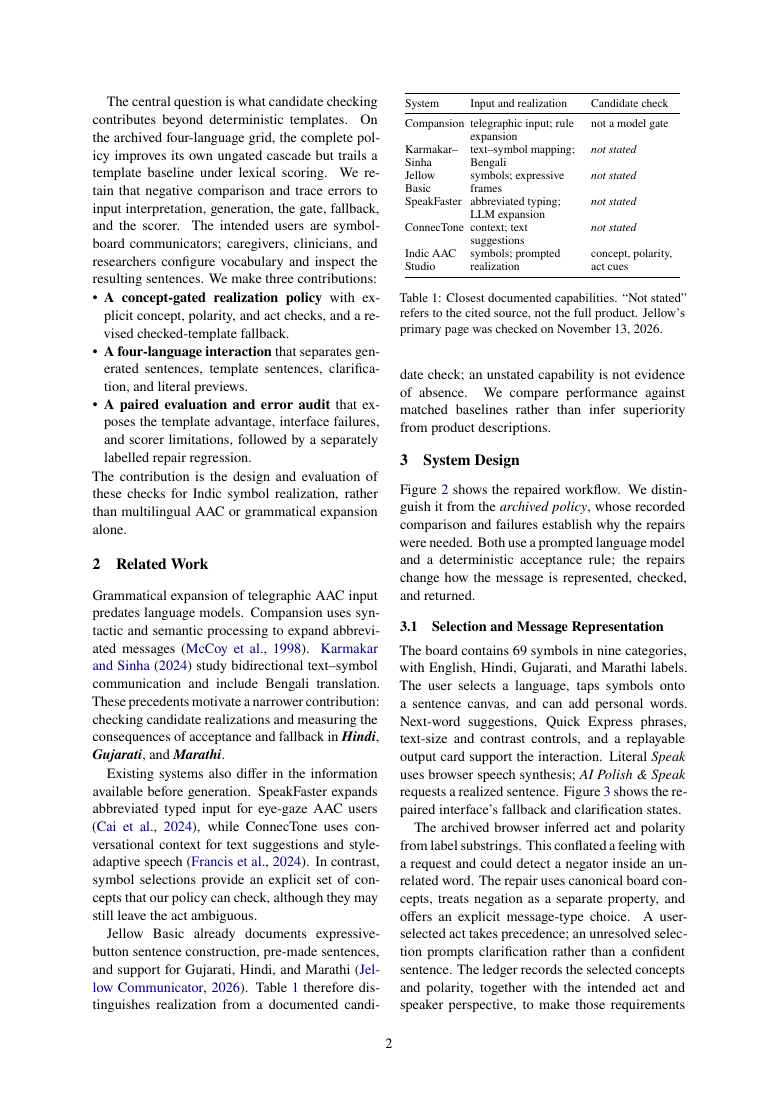 The central question is what candidate checking
contributes beyond deterministic templates. On
the archived four-language grid, the complete pol-
icy improves its own ungated cascade but trails a
template baseline under lexical scoring. We re-
tain that negative comparison and trace errors to
input interpretation, generation, the gate, fallback,
and the scorer. The intended users are symbol-
board communicators; caregivers, clinicians, and
researchers configure vocabulary and inspect the
resulting sentences. We make three contributions:
• A concept-gated realization policy with ex-
plicit concept, polarity, and act checks, and a re-
vised checked-template fallback.
• A four-language interaction that separates gen-
erated sentences, template sentences, clarifica-
tion, and literal previews.
• A paired evaluation and error audit that ex-
poses the template advantage, interface failures,
and scorer limitations, followed by a separately
labelled repair regression.
The contribution is the design and evaluation of
these checks for Indic symbol realization, rather
than multilingual AAC or grammatical expansion
alone.
2 Related Work
Grammatical expansion of telegraphic AAC input
predates language models. Compansion uses syn-
tactic and semantic processing to expand abbrevi-
ated messages (McCoy et al., 1998). Karmakar
and Sinha (2024) study bidirectional text–symbol
communication and include Bengali translation.
These precedents motivate a narrower contribution:
checking candidate realizations and measuring the
consequences of acceptance and fallback in Hindi,
Gujarati, and Marathi.
Existing systems also differ in the information
available before generation. SpeakFaster expands
abbreviated typed input for eye-gaze AAC users
(Cai et al., 2024), while ConnecTone uses con-
versational context for text suggestions and style-
adaptive speech (Francis et al., 2024). In contrast,
symbol selections provide an explicit set of con-
cepts that our policy can check, although they may
still leave the act ambiguous.
Jellow Basic already documents expressive-
button sentence construction, pre-made sentences,
and support for Gujarati, Hindi, and Marathi (Jel-
low Communicator, 2026). Table 1 therefore dis-
tinguishes realization from a documented candi-
System Input and realization Candidate check
Compansion telegraphic input; rule not a model gate
expansion
Karmakar– text–symbol mapping; not stated
Sinha Bengali
Jellow symbols; expressive not stated
Basic frames
SpeakFaster abbreviated typing; not stated
LLM expansion
ConnecTone context; text not stated
suggestions
Indic AAC symbols; prompted concept, polarity,
Studio realization act cues
Table 1: Closest documented capabilities. “Not stated”
refers to the cited source, not the full product. Jellow’s
primary page was checked on November 13, 2026.
date check; an unstated capability is not evidence
of absence. We compare performance against
matched baselines rather than infer superiority
from product descriptions.
3 System Design
Figure 2 shows the repaired workflow. We distin-
guish it from the archived policy, whose recorded
comparison and failures establish why the repairs
were needed. Both use a prompted language model
and a deterministic acceptance rule; the repairs
change how the message is represented, checked,
and returned.
3.1 Selection and Message Representation
The board contains 69 symbols in nine categories,
with English, Hindi, Gujarati, and Marathi labels.
The user selects a language, taps symbols onto
a sentence canvas, and can add personal words.
Next-word suggestions, Quick Express phrases,
text-size and contrast controls, and a replayable
output card support the interaction. Literal Speak
uses browser speech synthesis; AI Polish & Speak
requests a realized sentence. Figure 3 shows the re-
paired interface’s fallback and clarification states.
The archived browser inferred act and polarity
from label substrings. This conflated a feeling with
a request and could detect a negator inside an un-
related word. The repair uses canonical board con-
cepts, treats negation as a separate property, and
offers an explicit message-type choice. A user-
selected act takes precedence; an unresolved selec-
tion prompts clarification rather than a confident
sentence. The ledger records the selected concepts
and polarity, together with the intended act and
speaker perspective, to make those requirements
2